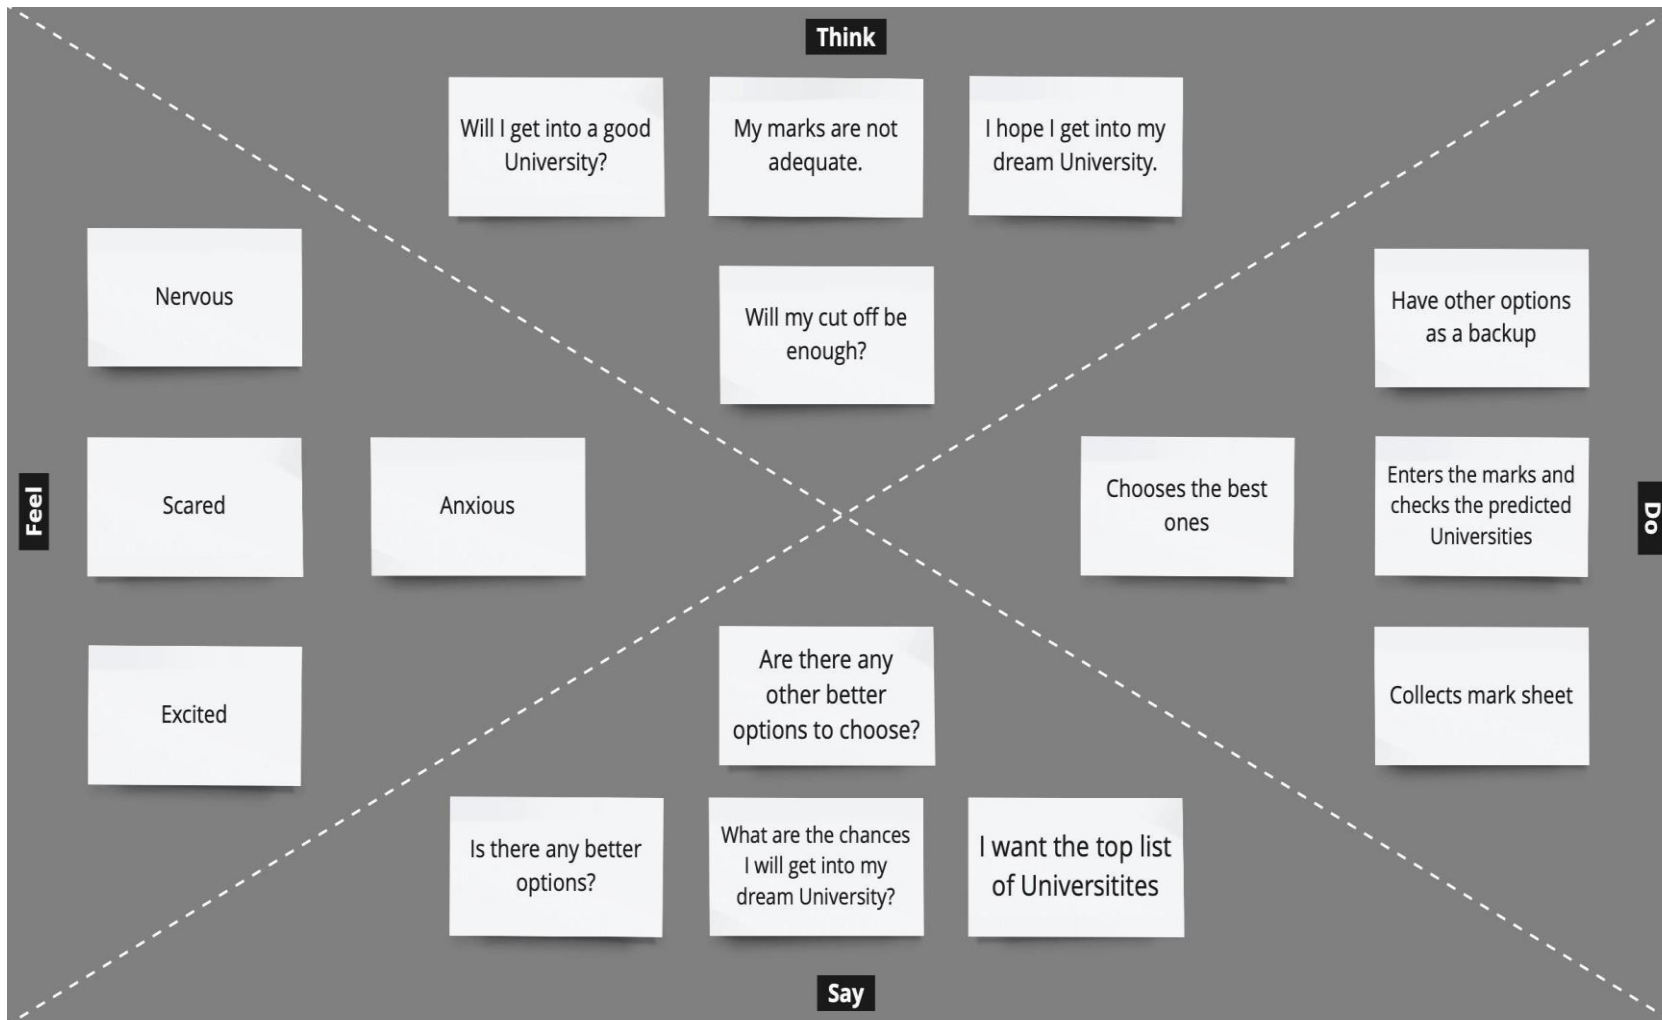 Think
Will I get into a good
University?
My marks are not
adequate.
I hope I get into my
dream University.
Will my cut off be
enough?
Feel
Nervous
Scared
Anxious
Excited
Have other options
as a backup
Chooses the best
ones
Enters the marks and
checks the predicted
Universities
Collects mark sheet
Do
Are there any
other better
options to choose?
Is there any better
options?
What are the chances
I will get into my
dream University?
I want the top list
of Universitites
Say